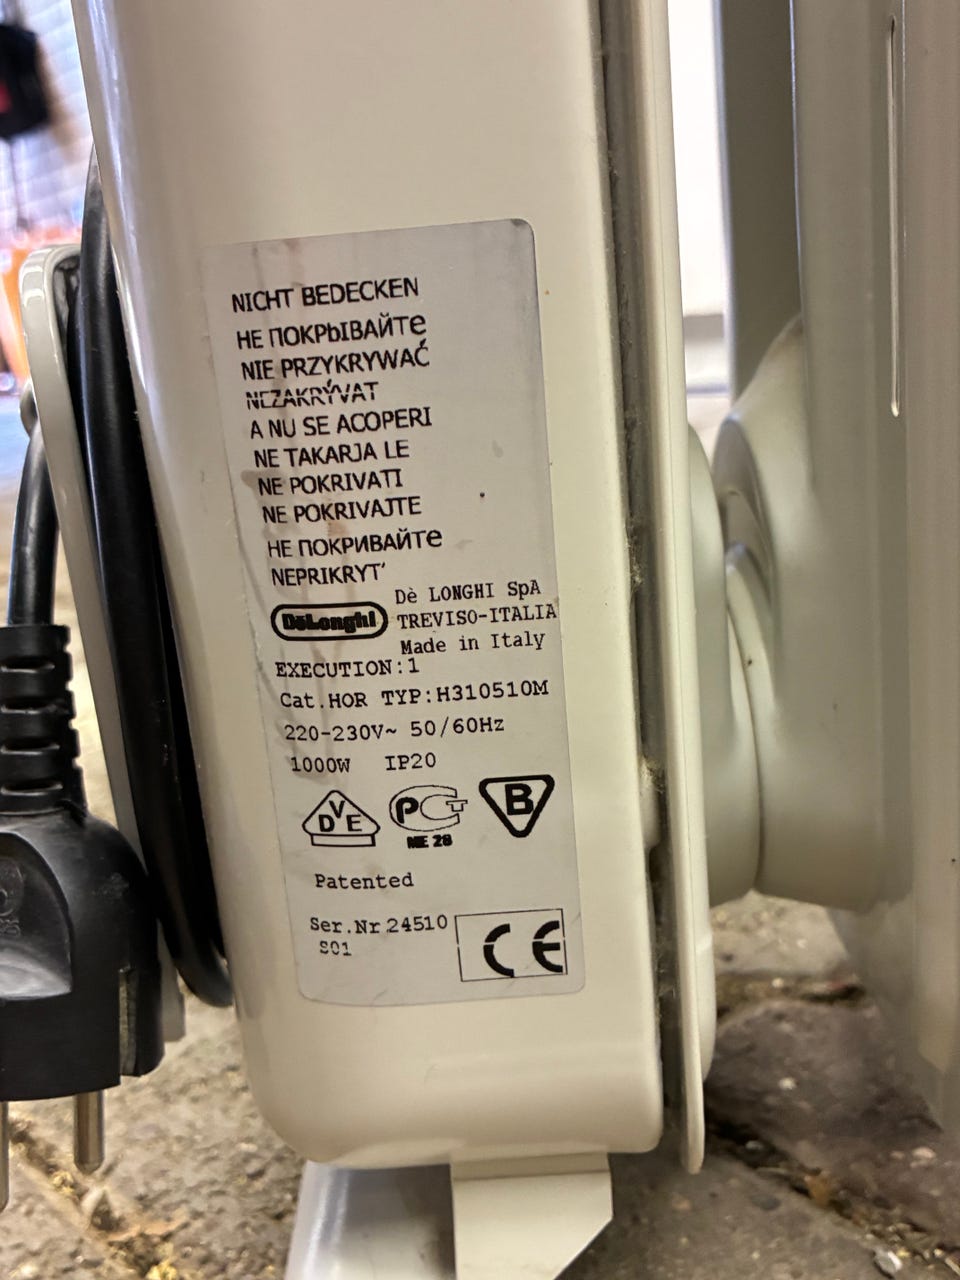 NICHT BEDECKEN
НЕ ПОКРЫВАЙТе
NIE PRZYKRYWAĆ
NEZAKRÝVAT
A NU SE ACOPERI
NE TAKARJA LE
NE POKRIVATI
NE POKRIVAJTE
НЕ ПОКРИВАЙТе
NEPRIKRYT'
DeLonghi
Dè LONGHI SpA
TREVISO-ITALIA
Made in Italy
EXECUTION:1
Cat.HOR TYP:H310510M
220-230V~ 50/60Hz
1000W IP20
DVE PCT B
ME 28
Patented
Ser.Nr 24510
S01
CE